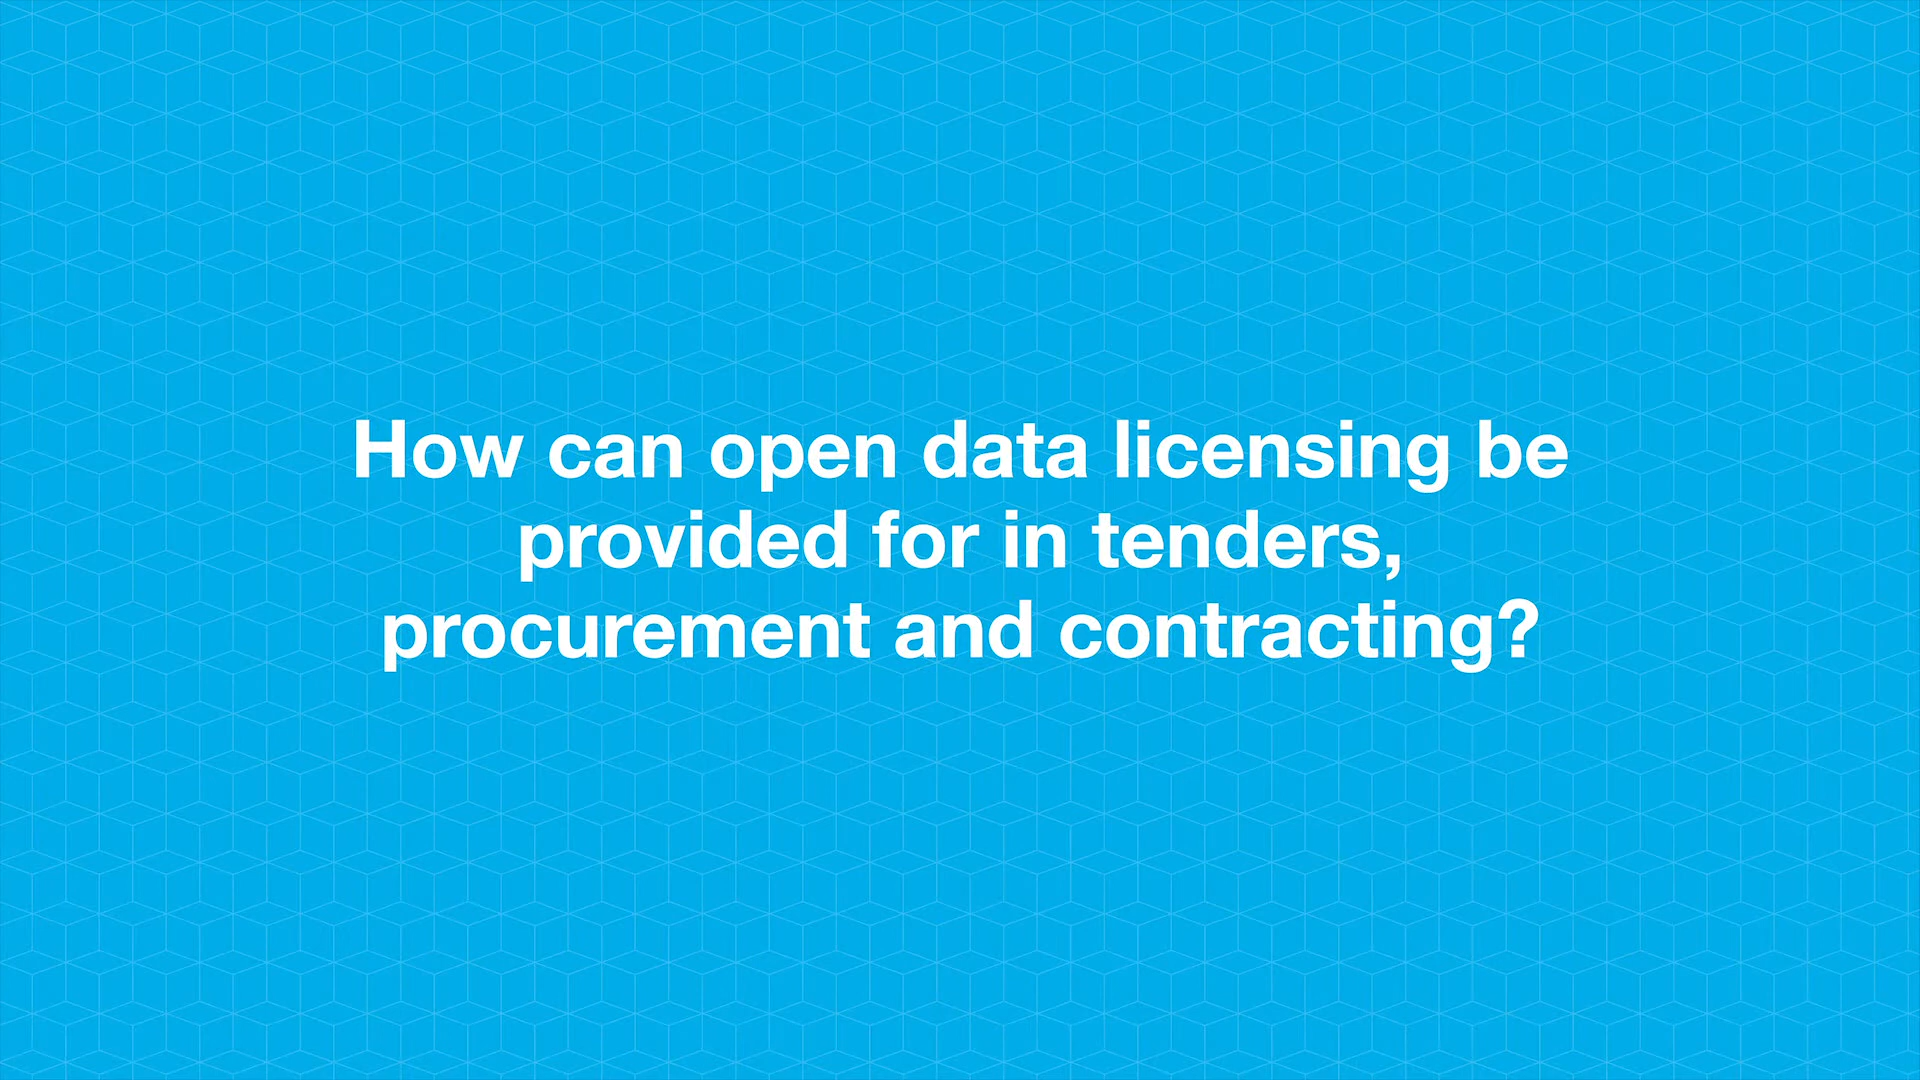 How can open data licensing be
provided for in tenders,
procurement and contracting?